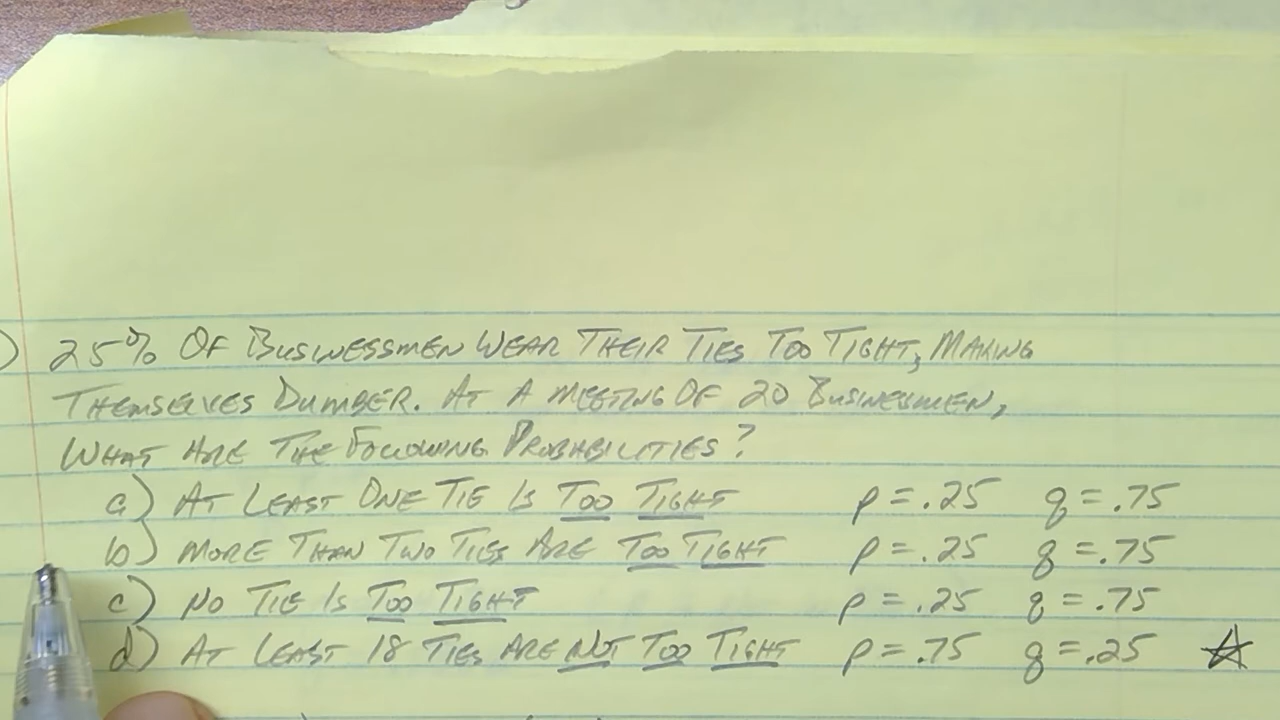 ) 25% OF BUSINESSMEN WEAR THEIR TIES TOO TIGHT, MAKING
THEMSELVES DUMBER. AT A MEETING OF 20 BUSINESSMEN,
WHAT ARE THE FOLLOWING PROBABILITIES?
a) AT LEAST ONE TIE IS TOO TIGHT p = .25 q = .75
b) MORE THAN TWO TIES ARE TOO TIGHT p = .25 q = .75
c) NO TIE IS TOO TIGHT p = .25 q = .75
d) AT LEAST 18 TIES ARE NOT TOO TIGHT p = .75 q = .25 ☆